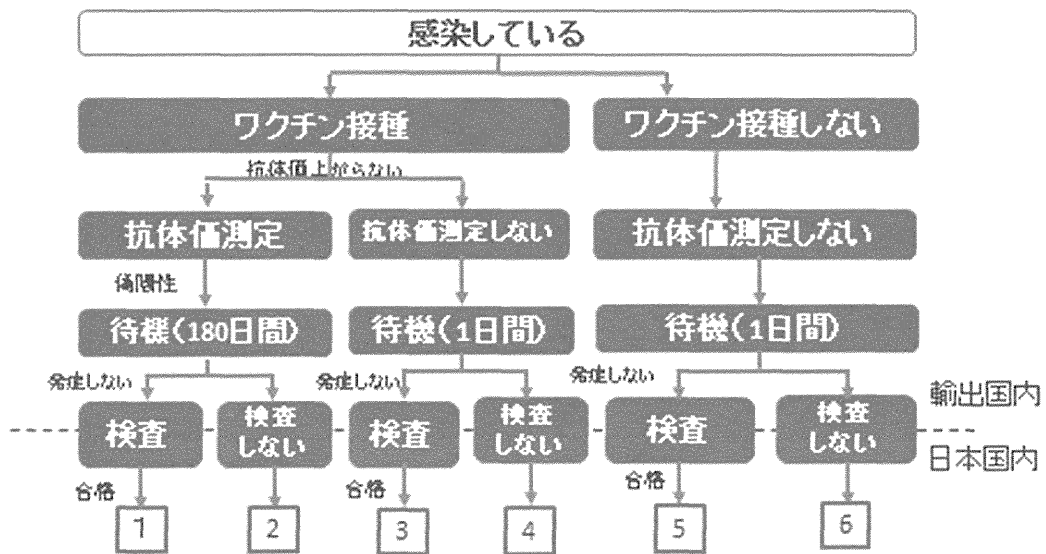 感染している
ワクチン接種
ワクチン接種しない
抗体価上がらない
抗体価測定
抗体価測定しない
抗体価測定しない
偽陽性
待機(180日間)
待機(1日間)
待機(1日間)
発症しない
発症しない
発症しない
輸出国内
検査
検査
しない
検査
検査
しない
検査
検査
しない
日本国内
合格
合格
合格
1
2
3
4
5
6